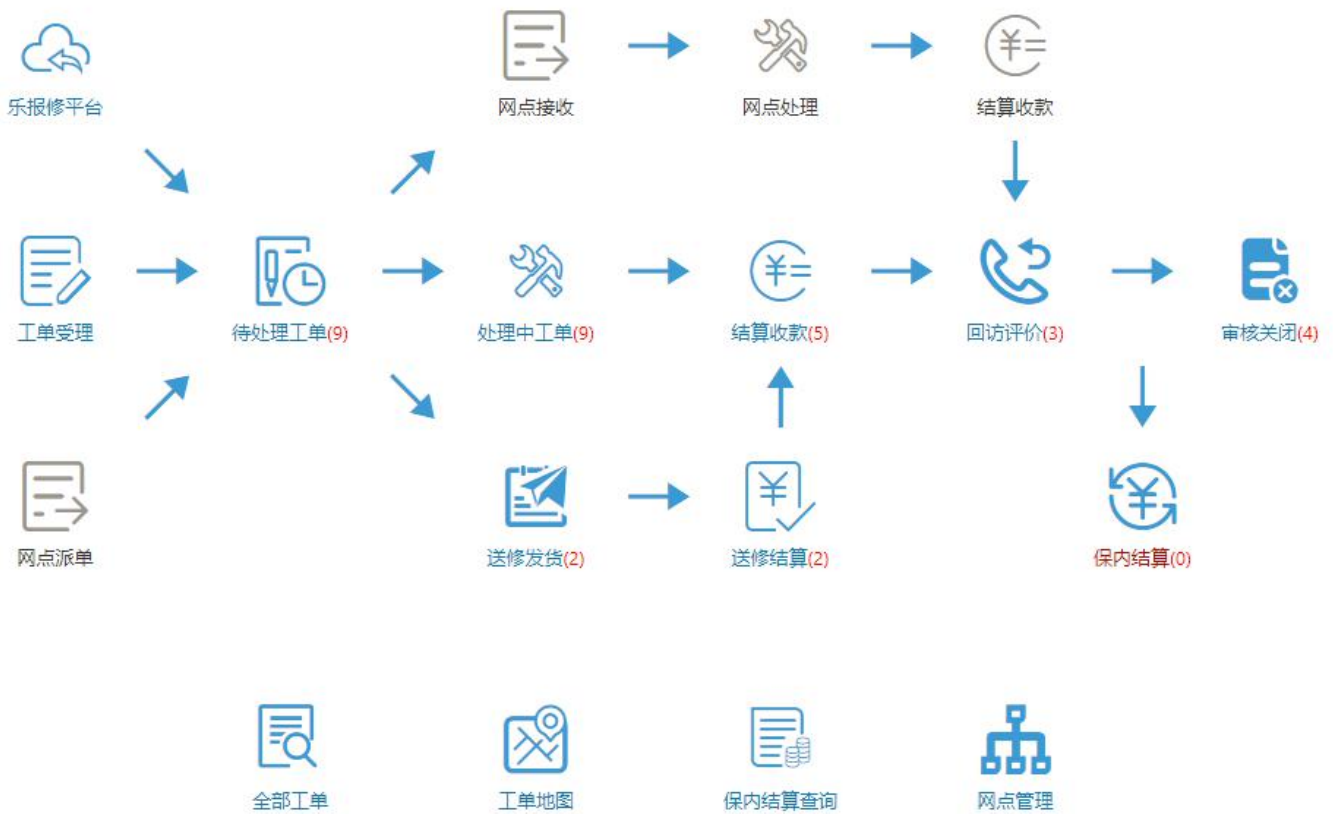 乐报修平台
网点接收
网点处理
结算收款
工单受理
待处理工单(9)
处理中工单(9)
结算收款(5)
回访评价(3)
审核关闭(4)
网点派单
送修发货(2)
送修结算(2)
保内结算(0)
全部工单
工单地图
保内结算查询
网点管理